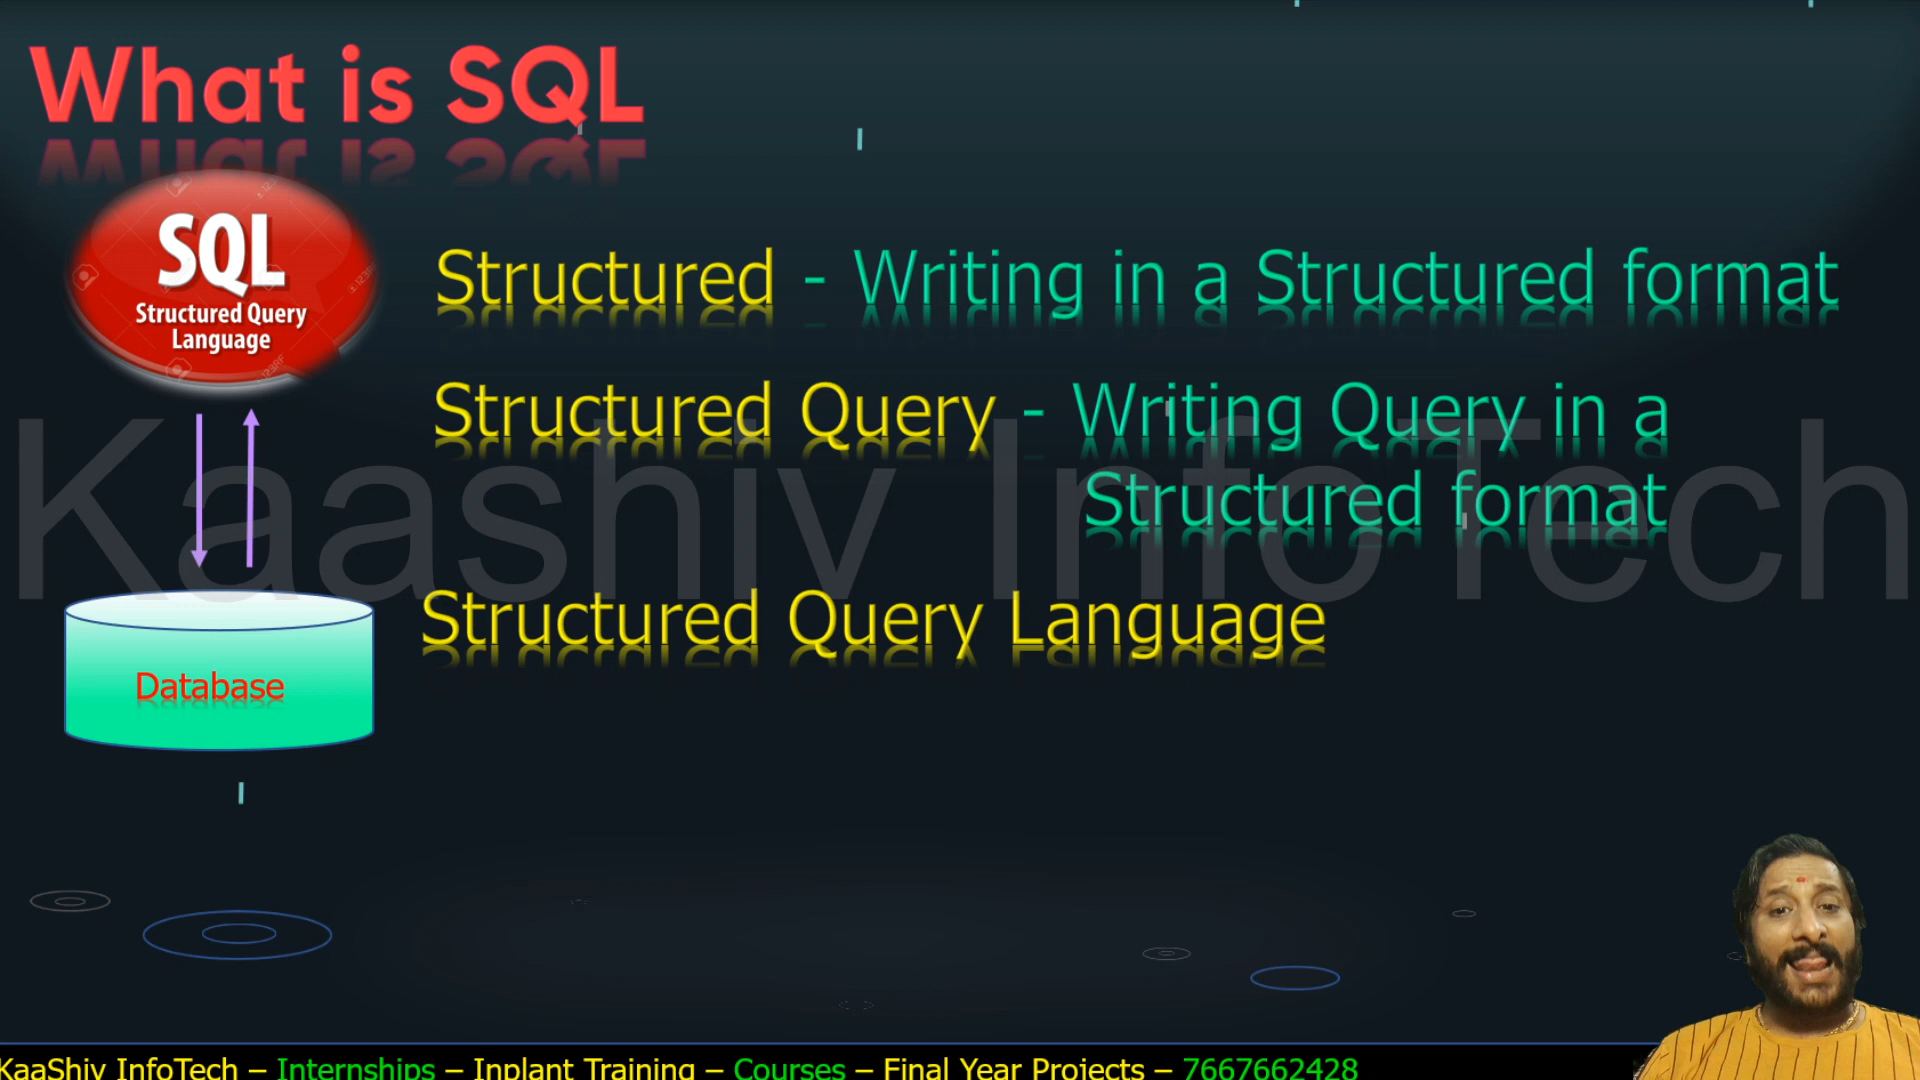 What is SQL
SQL
Structured Query
Language
Structured - Writing in a Structured format
Structured Query - Writing Query in a
Structured format
Kaashiv InfoTech
Structured Query Language
Database
KaaShiv InfoTech – Internships – Inplant Training – Courses – Final Year Projects – 7667662428